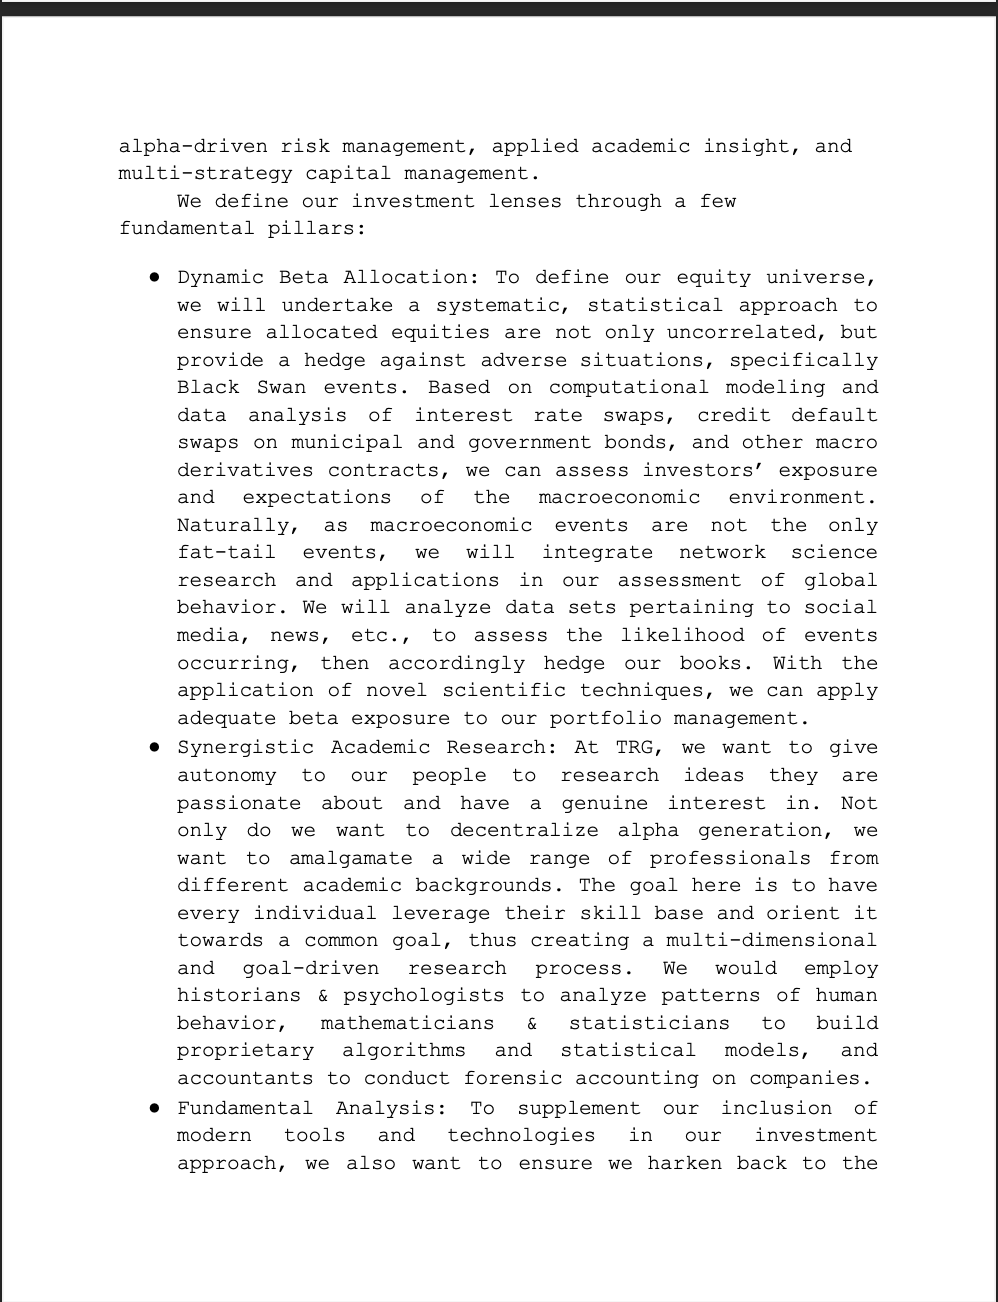 alpha-driven risk management, applied academic insight, and
multi-strategy capital management.
We define our investment lenses through a few
fundamental pillars:
● Dynamic Beta Allocation: To define our equity universe,
we will undertake a systematic, statistical approach to
ensure allocated equities are not only uncorrelated, but
provide a hedge against adverse situations, specifically
Black Swan events. Based on computational modeling and
data analysis of interest rate swaps, credit default
swaps on municipal and government bonds, and other macro
derivatives contracts, we can assess investors’ exposure
and expectations of the macroeconomic environment.
Naturally, as macroeconomic events are not the only
fat-tail events, we will integrate network science
research and applications in our assessment of global
behavior. We will analyze data sets pertaining to social
media, news, etc., to assess the likelihood of events
occurring, then accordingly hedge our books. With the
application of novel scientific techniques, we can apply
adequate beta exposure to our portfolio management.
● Synergistic Academic Research: At TRG, we want to give
autonomy to our people to research ideas they are
passionate about and have a genuine interest in. Not
only do we want to decentralize alpha generation, we
want to amalgamate a wide range of professionals from
different academic backgrounds. The goal here is to have
every individual leverage their skill base and orient it
towards a common goal, thus creating a multi-dimensional
and goal-driven research process. We would employ
historians & psychologists to analyze patterns of human
behavior, mathematicians & statisticians to build
proprietary algorithms and statistical models, and
accountants to conduct forensic accounting on companies.
● Fundamental Analysis: To supplement our inclusion of
modern tools and technologies in our investment
approach, we also want to ensure we harken back to the